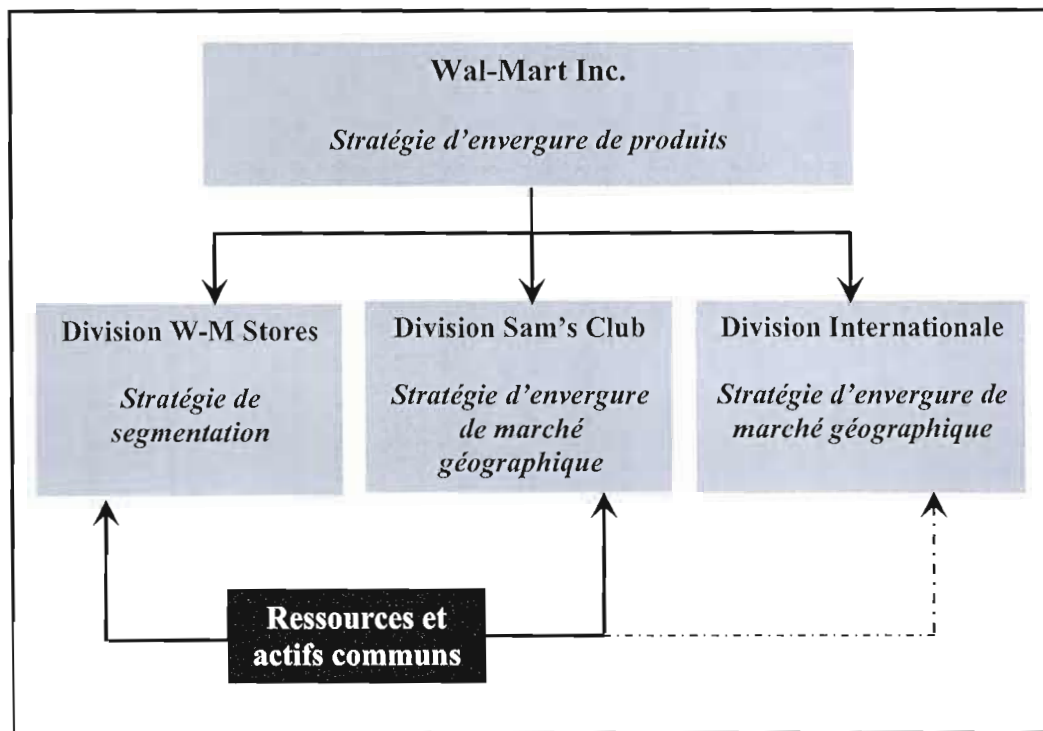 Wal-Mart Inc.
Stratégie d'envergure de produits
Division W-M Stores
Stratégie de
segmentation
Division Sam's Club
Stratégie d'envergure
de marché
géographique
Division Internationale
Stratégie d'envergure de
marché géographique
Ressources et
actifs communs